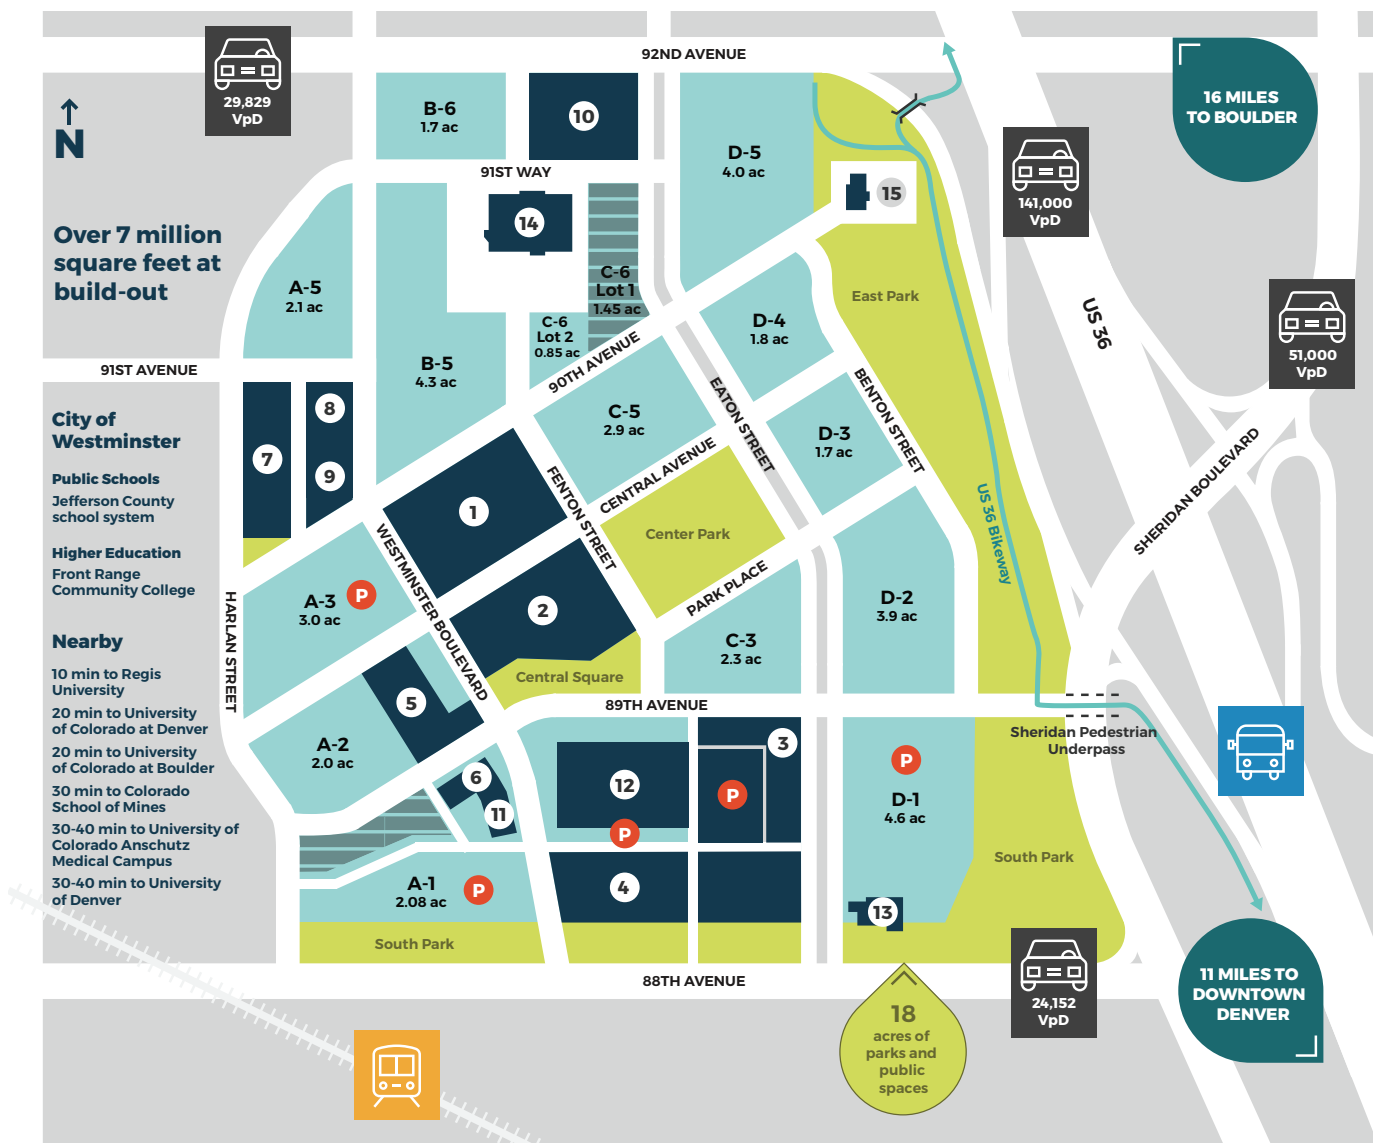 92ND AVENUE
29,829
VpD
N
B-6
1.7 ac
10
91ST WAY
D-5
4.0 ac
14
15
16 MILES
TO BOULDER
141,000
VpD
Over 7 million
square feet at
build-out
A-5
2.1 ac
C-6
Lot 1
1.45 ac
C-6
Lot 2
0.85 ac
East Park
D-4
1.8 ac
US 36
51,000
VpD
91ST AVENUE
B-5
4.3 ac
90TH AVENUE
C-5
2.9 ac
EATON STREET
BENTON STREET
D-3
1.7 ac
City of
Westminster
Public Schools
Jefferson County
school system
Higher Education
Front Range
Community College
7
8
9
1
FENTON STREET
CENTRAL AVENUE
Center Park
US 36 Bikeway
SHERIDAN BOULEVARD
HARLAN STREET
A-3
3.0 ac
P
WESTMINSTER BOULEVARD
2
PARK PLACE
C-3
2.3 ac
D-2
3.9 ac
Nearby
10 min to Regis
University
20 min to University
of Colorado at Denver
20 min to University
of Colorado at Boulder
30 min to Colorado
School of Mines
30-40 min to University of
Colorado Anschutz
Medical Campus
30-40 min to University
of Denver
Central Square
5
89TH AVENUE
A-2
2.0 ac
6
11
12
P
3
P
P
D-1
4.6 ac
Sheridan Pedestrian
Underpass
A-1
2.08 ac
P
4
13
South Park
South Park
88TH AVENUE
24,152
VpD
11 MILES TO
DOWNTOWN
DENVER
18
acres of
parks and
public
spaces